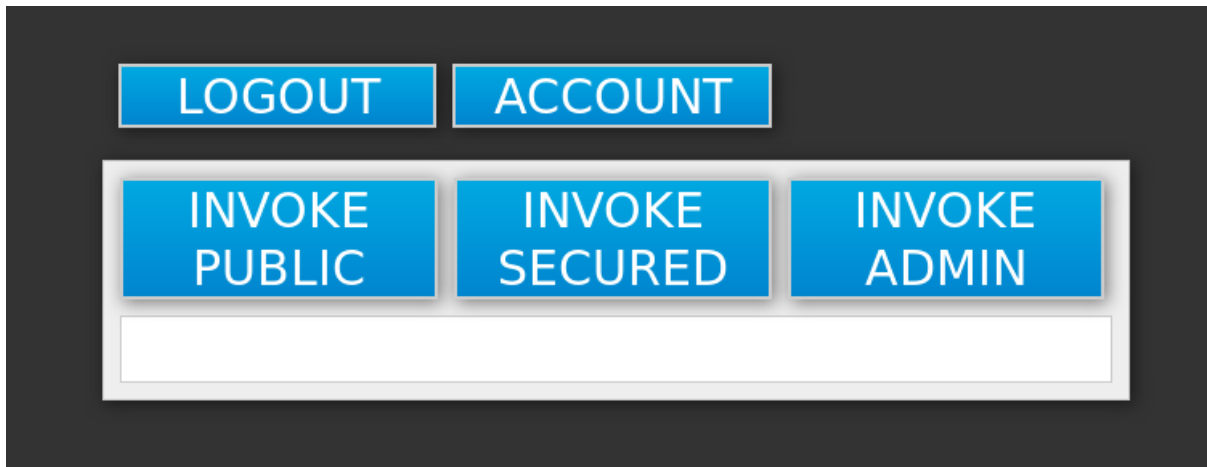 LOGOUT ACCOUNT
INVOKE INVOKE INVOKE
PUBLIC SECURED ADMIN